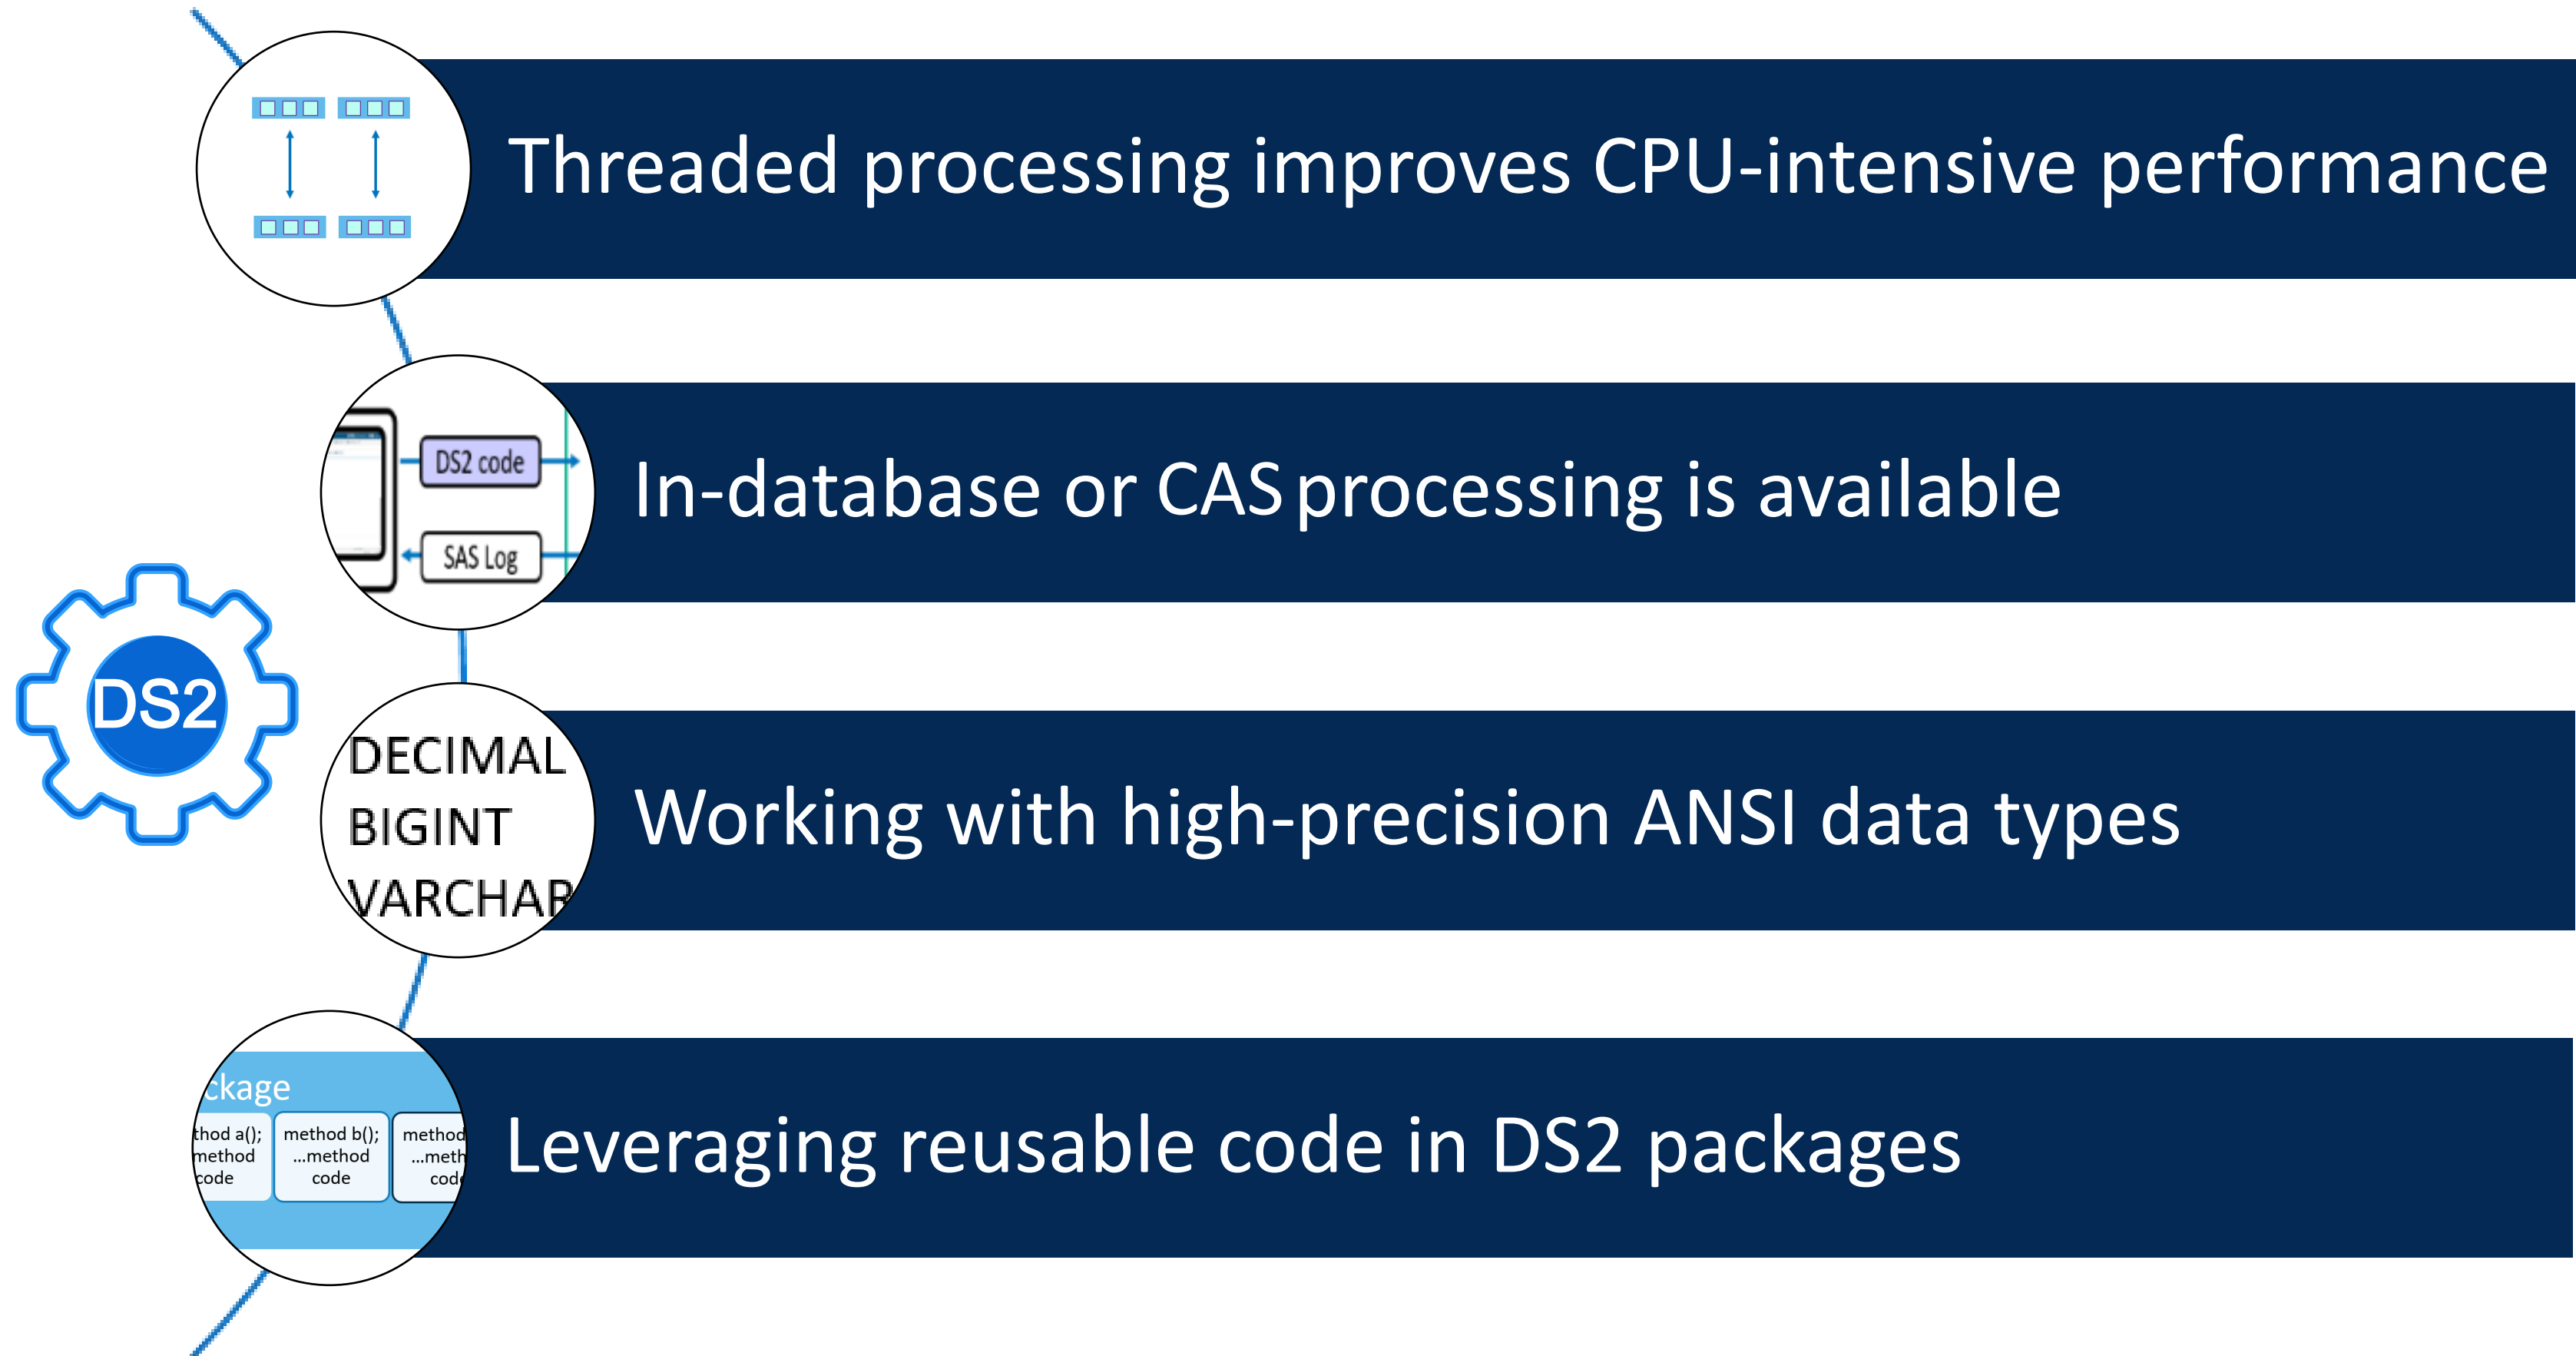 Threaded processing improves CPU-intensive performance
DS2 code
SAS Log
In-database or CAS processing is available
DS2
DECIMAL
BIGINT
VARCHAR
Working with high-precision ANSI data types
ckage
thod a();
method
code
method b();
...method
code
method
...meth
code
Leveraging reusable code in DS2 packages